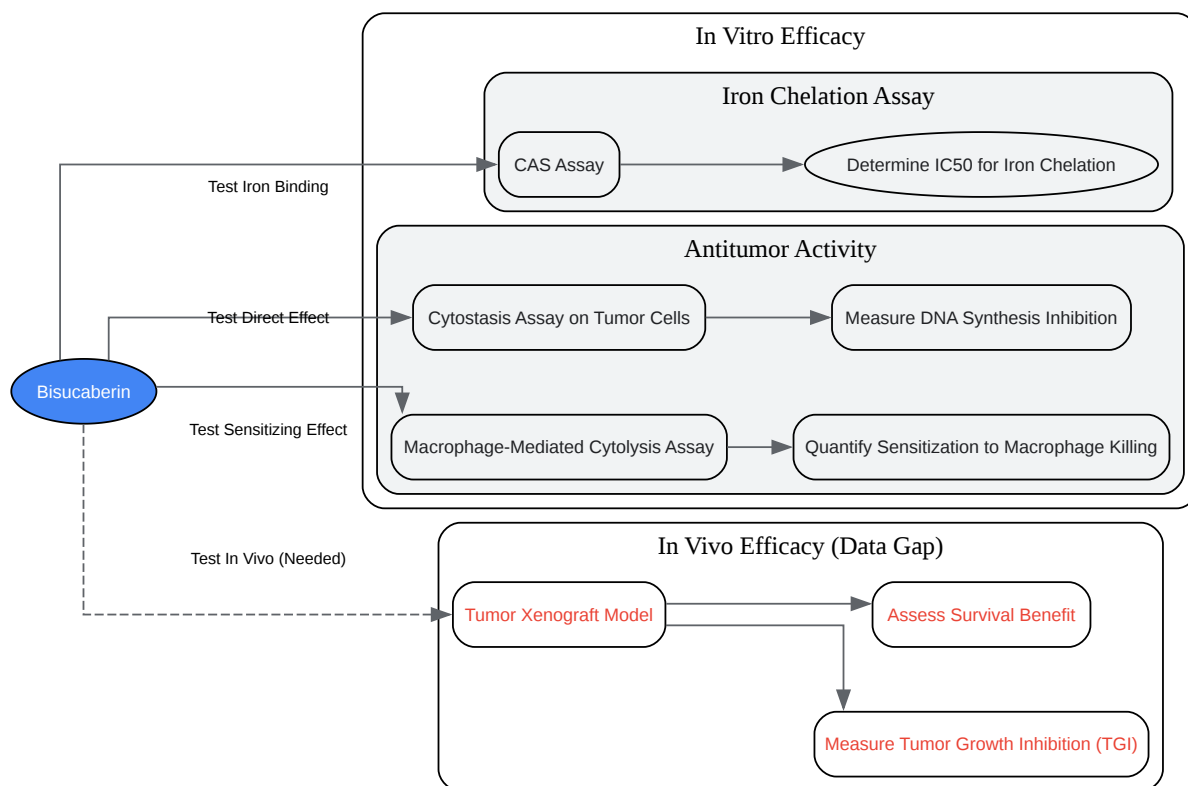 In Vitro Efficacy
Iron Chelation Assay
CAS Assay
Determine IC50 for Iron Chelation
Test Iron Binding
Antitumor Activity
Test Direct Effect
Cytostasis Assay on Tumor Cells
Measure DNA Synthesis Inhibition
Bisucaberin
Test Sensitizing Effect
Macrophage-Mediated Cytolysis Assay
Quantify Sensitization to Macrophage Killing
In Vivo Efficacy (Data Gap)
Test In Vivo (Needed)
Tumor Xenograft Model
Assess Survival Benefit
Measure Tumor Growth Inhibition (TGI)